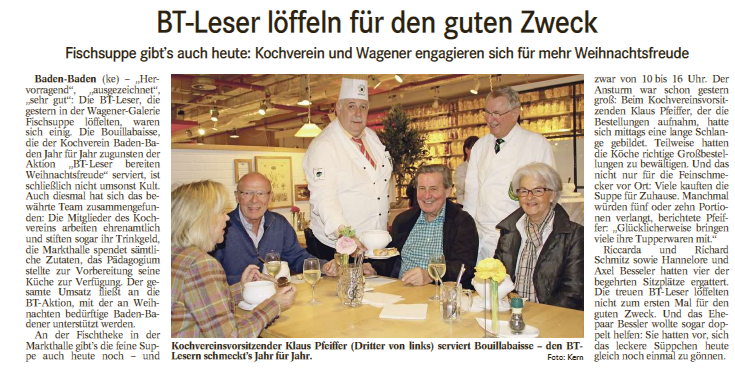 BT-Leser löffeln für den guten Zweck
Fischsuppe gibt's auch heute: Kochverein und Wagener engagieren sich für mehr Weihnachtsfreude
Baden-Baden (ke) – „Her-
vorragend“, „ausgezeichnet“,
„sehr gut“: Die BT-Leser, die
gestern in der Wagener-Galerie
Fischsuppe löffelten, waren
sich einig. Die Bouillabaisse,
die der Kochverein Baden-Ba-
den Jahr für Jahr zugunsten der
Aktion „BT-Leser bereiten
Weihnachtsfreude“ serviert, ist
schließlich nicht umsonst Kult.
Auch diesmal hat sich das be-
währte Team zusammengefun-
den: Die Mitglieder des Koch-
vereins arbeiten ehrenamtlich
und stiften sogar ihr Trinkgeld,
die Markthalle spendet sämtli-
che Zutaten, das Pädagogium
stellte zur Vorbereitung seine
Küche zur Verfügung. Der ge-
samte Umsatz fließt an die
BT-Aktion, mit der an Weih-
nachten bedürftige Baden-Ba-
dener unterstützt werden.
An der Fischtheke in der
Markthalle gibt's die feine Sup-
pe auch heute noch – und
Kochvereinsvorsitzender Klaus Pfeiffer (Dritter von links) serviert Bouillabaisse – den BT-
Lesern schmeckt's Jahr für Jahr.
Foto: Kern
zwar von 10 bis 16 Uhr. Der
Ansturm war schon gestern
groß: Beim Kochvereinsvorsit-
zenden Klaus Pfeiffer, der die
Bestellungen aufnahm, hatte
sich mittags eine lange Schlan-
ge gebildet. Teilweise hatten
die Köche richtige Großbestel-
lungen zu bewältigen. Und das
nicht nur für die Feinschme-
cker vor Ort: Viele kauften die
Suppe für Zuhause. Manchmal
würden fünf oder zehn Portio-
nen verlangt, berichtete Pfeif-
fer: „Glücklicherweise bringen
viele ihre Tupperwaren mit.“
Riccarda und Richard
Schmitz sowie Hannelore und
Axel Besseler hatten vier der
begehrten Sitzplätze ergattert.
Die treuen BT-Leser löffelten
nicht zum ersten Mal für den
guten Zweck. Und das Ehe-
paar Bessler wollte sogar dop-
pelt helfen: Sie hatten vor, sich
das leckere Süppchen heute
gleich noch einmal zu gönnen.